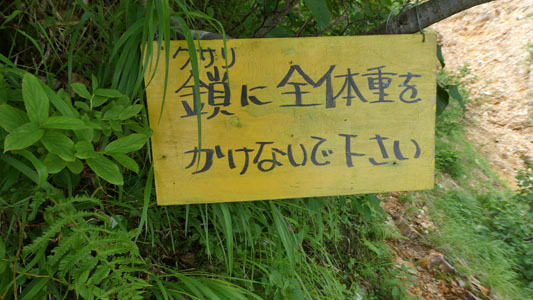 クサリ
鎖に全体重を
かけないで下さい